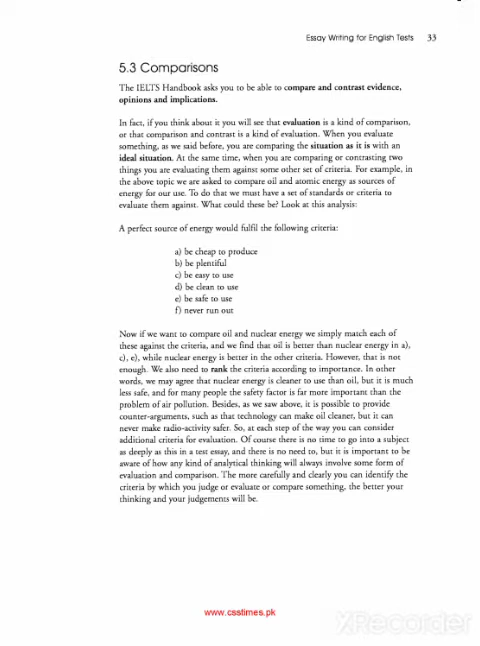 Essay Writing for English Tests 33
5.3 Comparisons
The IELTS Handbook asks you to be able to compare and contrast evidence,
opinions and implications.
In fact, if you think about it you will see that evaluation is a kind of comparison,
or that comparison and contrast is a kind of evaluation. When you evaluate
something, as we said before, you are comparing the situation as it is with an
ideal situation. At the same time, when you are comparing or contrasting two
things you are evaluating them against some other set of criteria. For example, in
the above topic we are asked to compare oil and atomic energy as sources of
energy for our use. To do that we must have a set of standards or criteria to
evaluate them against. What could these be? Look at this analysis:
A perfect source of energy would fulfil the following criteria:
a) be cheap to produce
b) be plentiful
c) be easy to use
d) be clean to use
e) be safe to use
f) never run out
Now if we want to compare oil and nuclear energy we simply match each of
these against the criteria, and we find that oil is better than nuclear energy in a),
c), e), while nuclear energy is better in the other criteria. However, that is not
enough. We also need to rank the criteria according to importance. In other
words, we may agree that nuclear energy is cleaner to use than oil, but it is much
less safe, and for many people the safety factor is far more important than the
problem of air pollution. Besides, as we saw above, it is possible to provide
counter-arguments, such as that technology can make oil cleaner, but it can
never make radio-activity safer. So, at each step of the way you can consider
additional criteria for evaluation. Of course there is no time to go into a subject
as deeply as this in a test essay, and there is no need to, but it is important to be
aware of how any kind of analytical thinking will always involve some form of
evaluation and comparison. The more carefully and clearly you can identify the
criteria by which you judge or evaluate or compare something, the better your
thinking and your judgements will be.
www.csstimes.pk
XRecorder